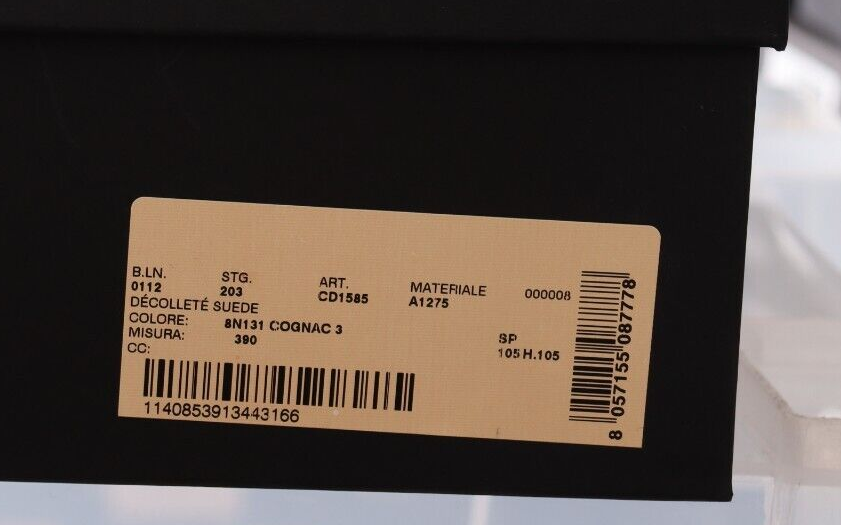 B.LN. STG. ART. MATERIALE 000008
0112 203 CD1585 A1275
DÉCOLLETÉ SUEDE
COLORE: 8N131 COGNAC 3
MISURA: 390
CC:
SP
105 H.105
1140853913443166
8 057155 087778